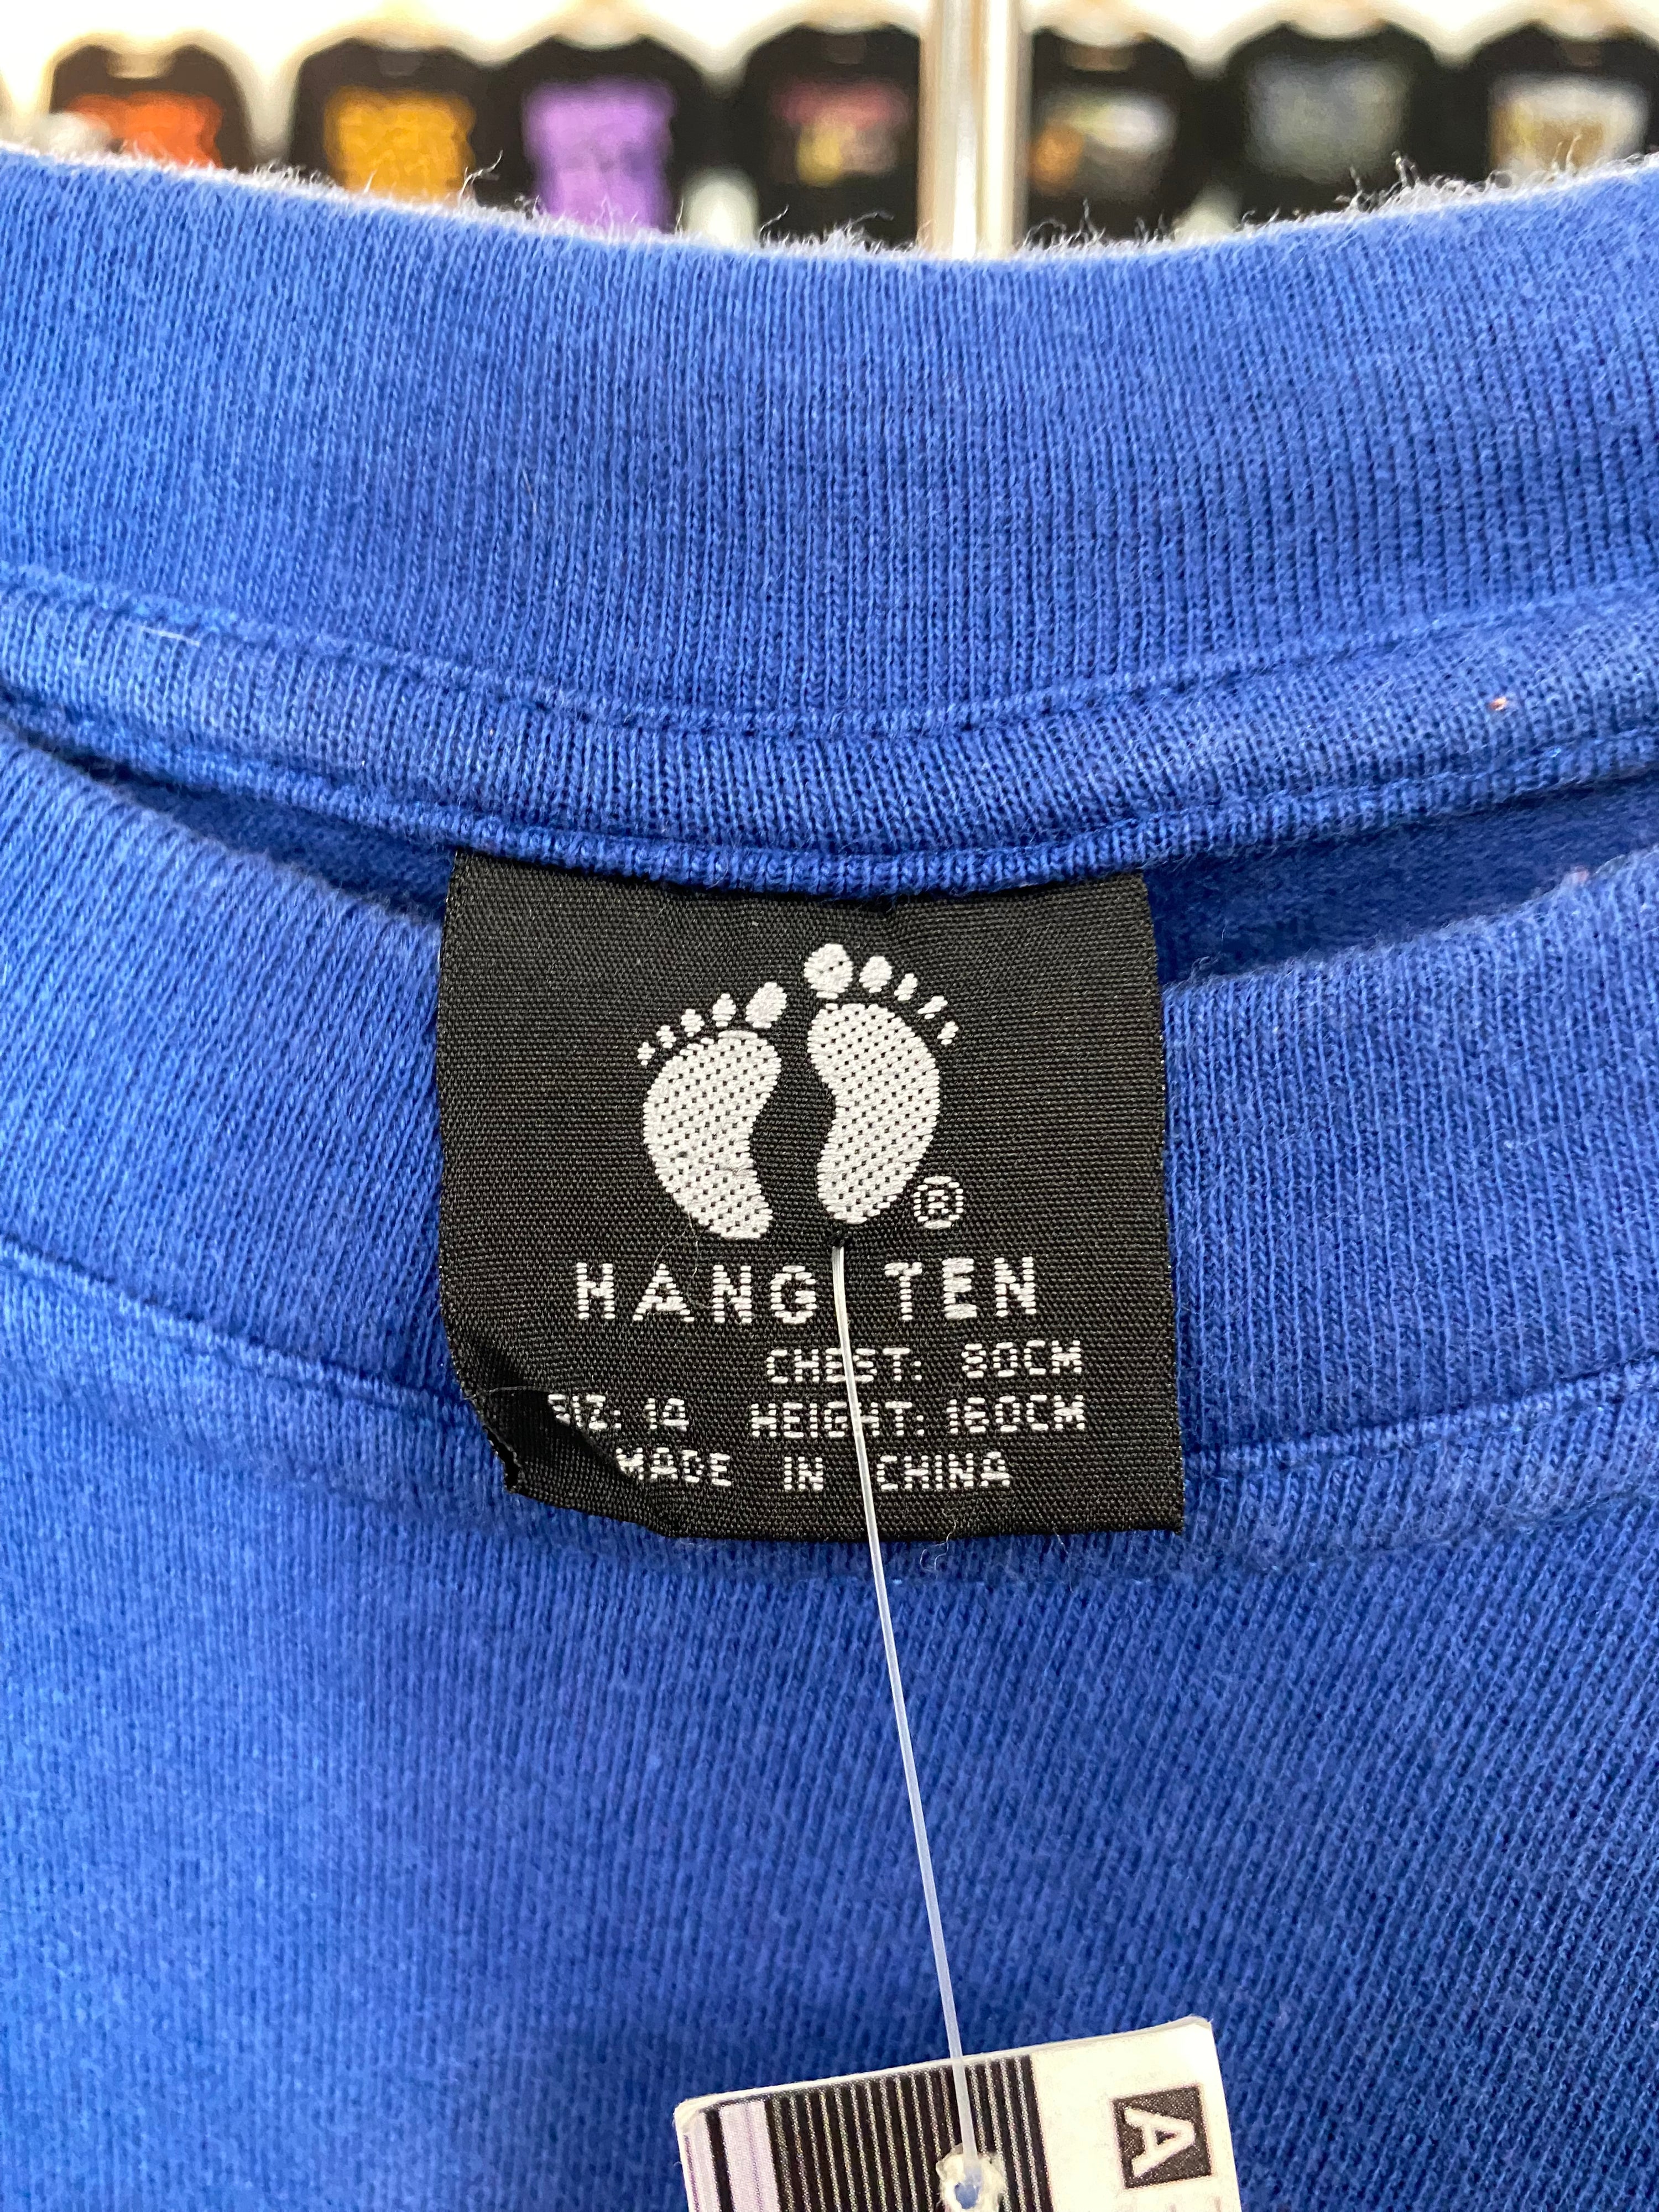 ®
HANG TEN
CHEST: 80CM
SIZ: 14 HEIGHT: 160CM
MADE IN CHINA
A